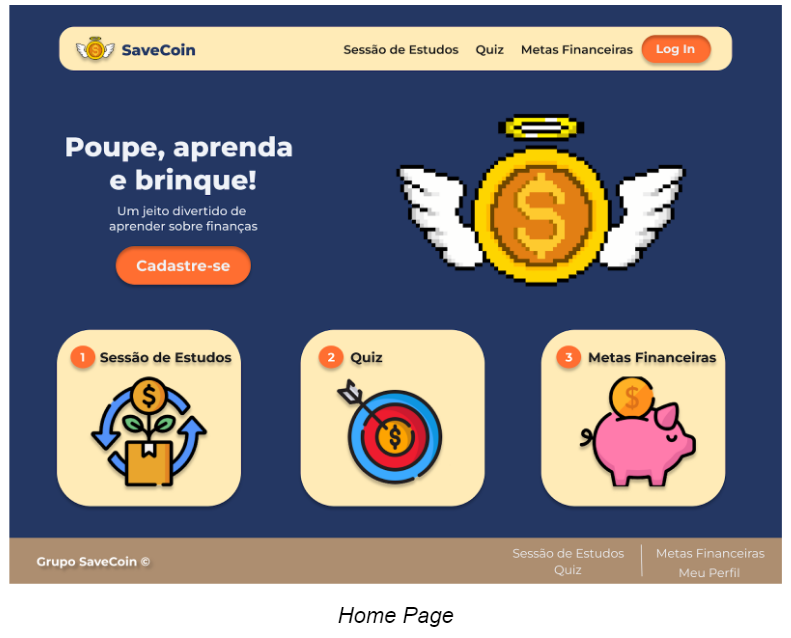 SaveCoin
Sessão de Estudos
Quiz
Metas Financeiras
Log In
Poupe, aprenda
e brinque!
Um jeito divertido de
aprender sobre finanças
Cadastre-se
1 Sessão de Estudos
2 Quiz
3 Metas Financeiras
$
$
$
$
Grupo SaveCoin ©
Sessão de Estudos
Quiz
Metas Financeiras
Meu Perfil
Home Page